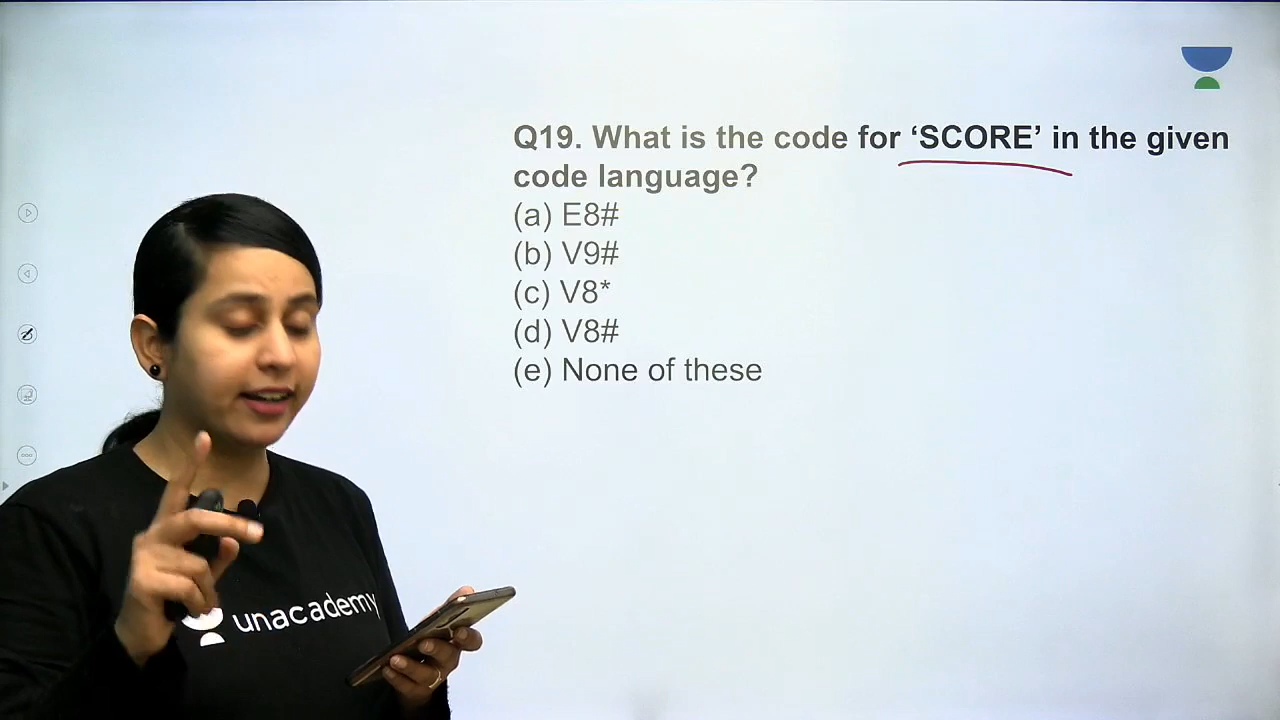 Q19. What is the code for ‘SCORE’ in the given
code language?
(a) E8#
(b) V9#
(c) V8*
(d) V8#
(e) None of these
unacademy